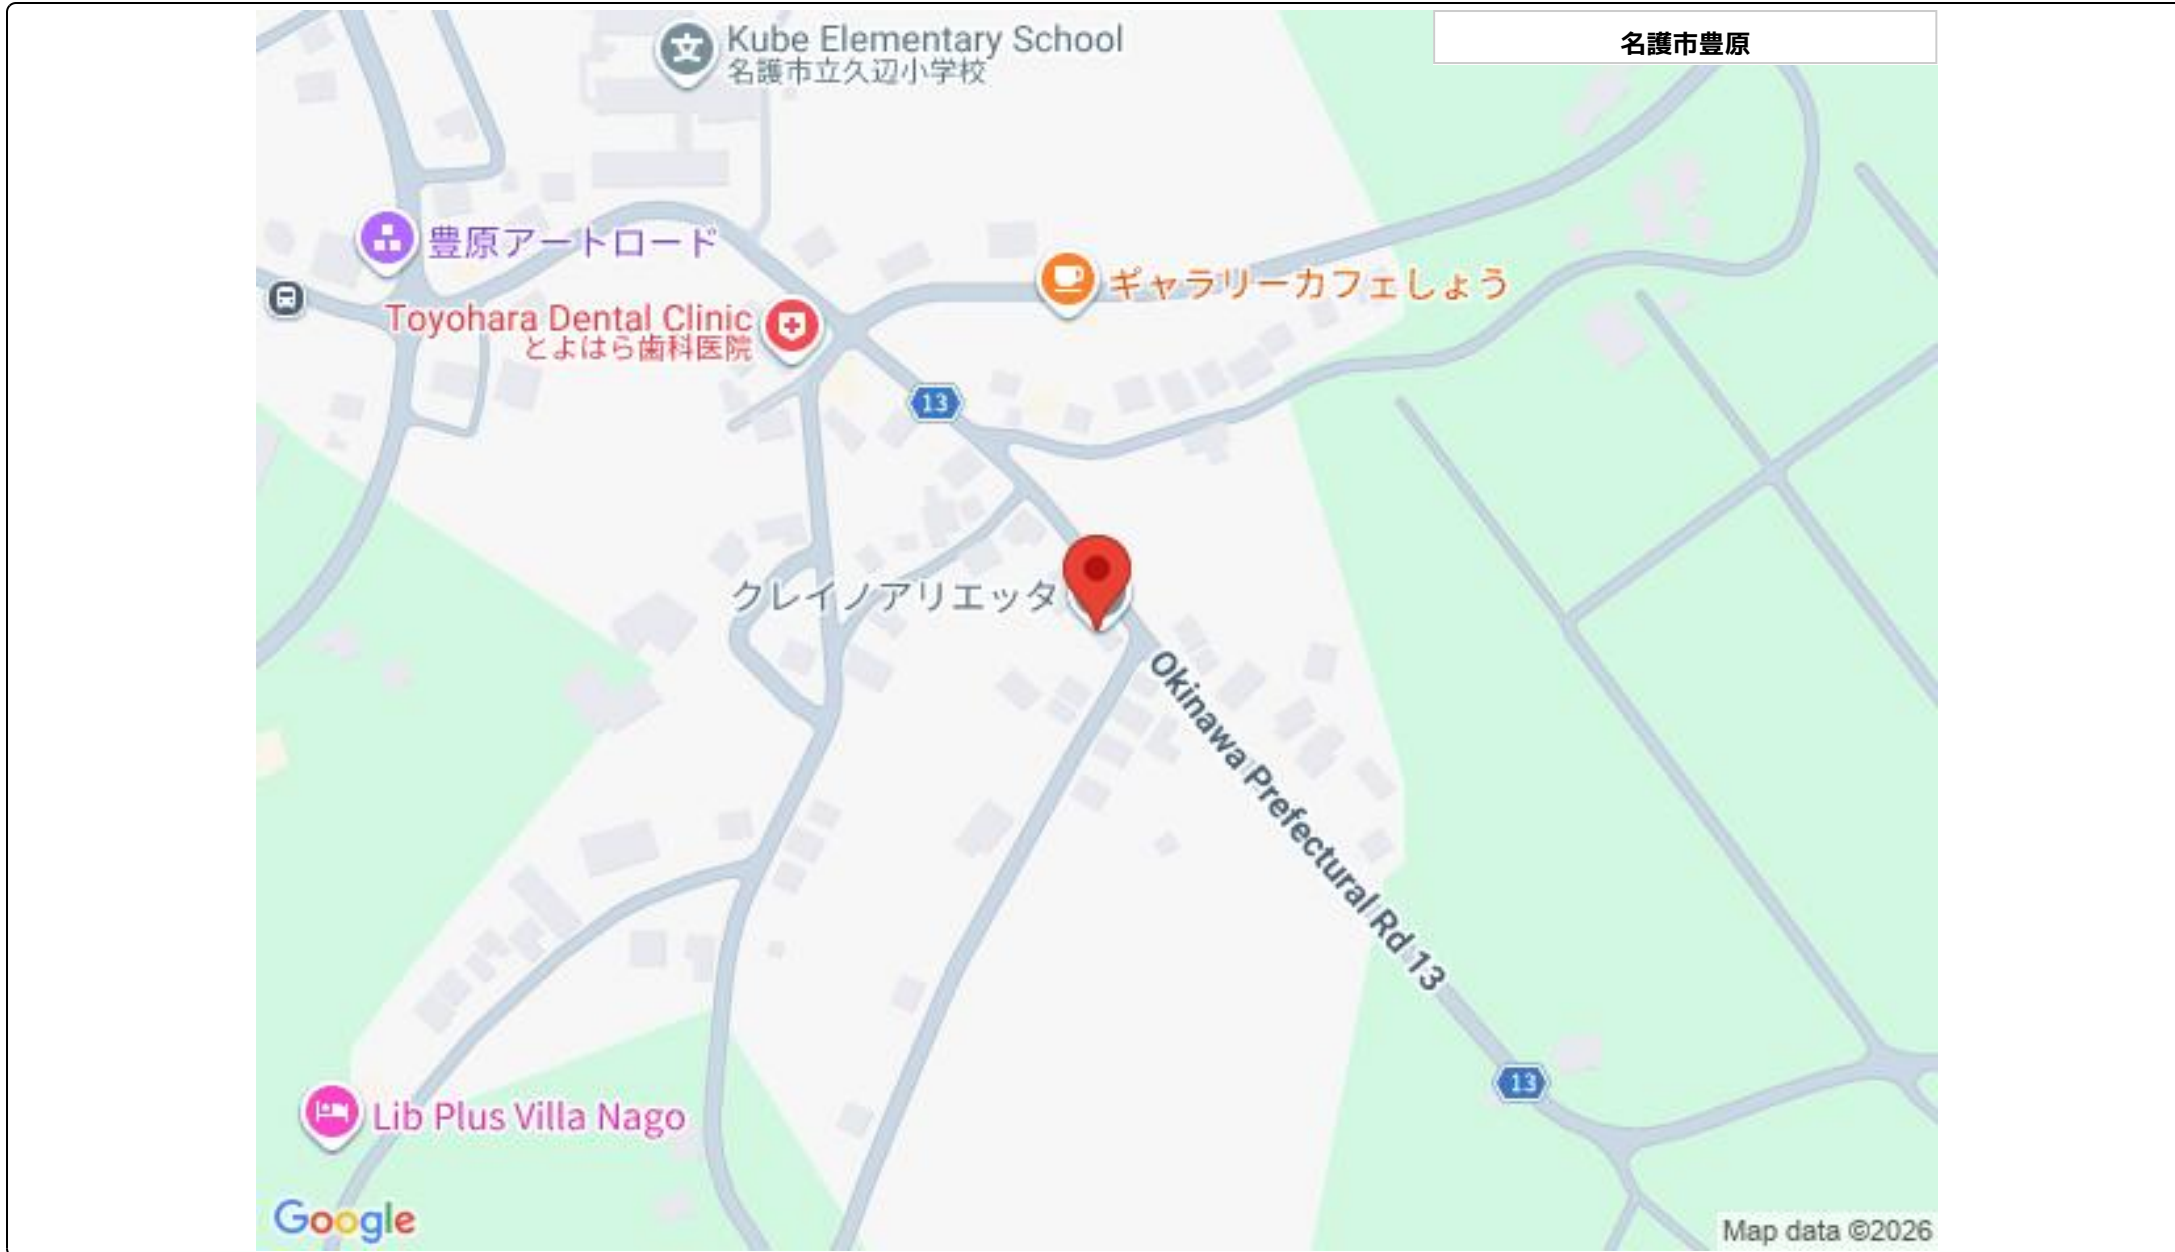 Kube Elementary School
名護市立久辺小学校
名護市豊原
豊原アートロード
ギャラリーカフェしょう
Toyohara Dental Clinic
とよはら歯科医院
13
クレイノアリエッタ
Okinawa Prefectural Rd 13
13
Lib Plus Villa Nago
Google
Map data ©2026